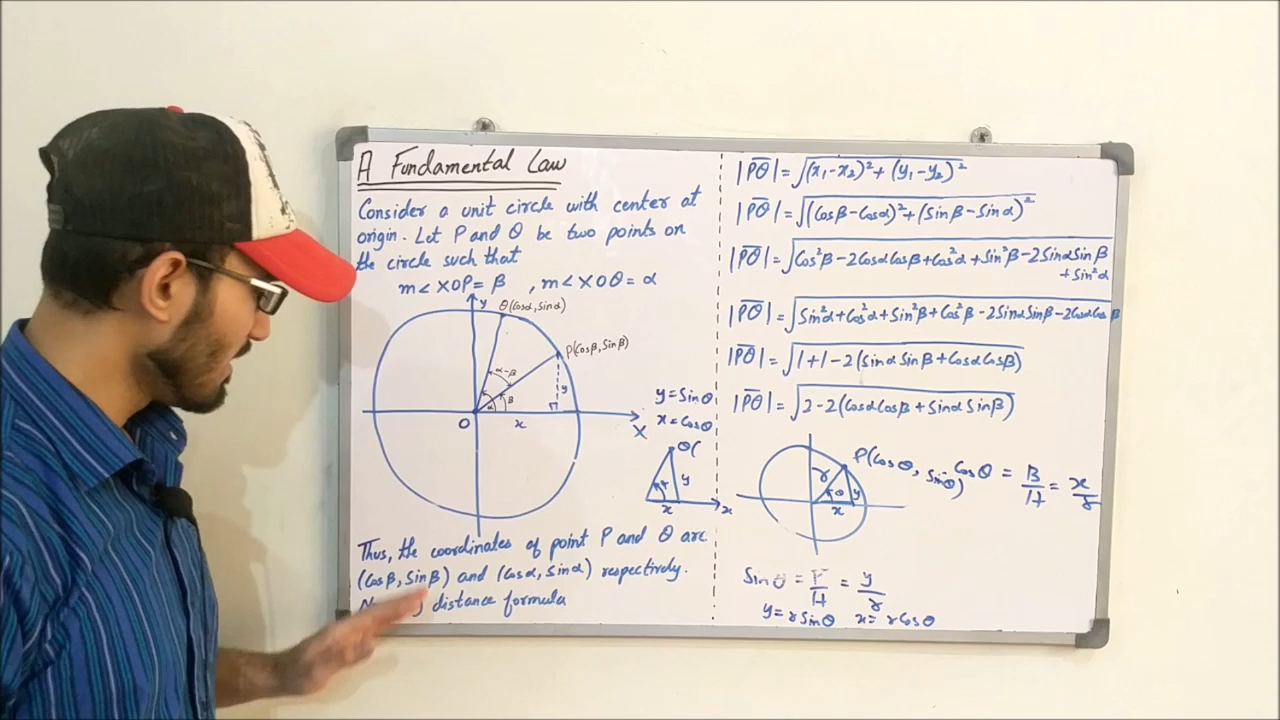 A Fundamental Law
Consider a unit circle with center at
origin. Let P and Q be two points on
the circle such that
m∠XOP = β , m∠XOQ = α
y
Q(Cosα, Sinα)
P(Cosβ, Sinβ)
α-β
β
α
y
O
x
X
y = Sinθ
x = Cosθ
Q(
y
x
x
Thus, the coordinates of point P and Q are
(Cosβ, Sinβ) and (Cosα, Sinα) respectively.
distance formula
|PQ| = √(x₁-x₂)² + (y₁-y₂)²
|PQ| = √(Cosβ-Cosα)² + (Sinβ-Sinα)²
|PQ| = √Cos²β-2CosαCosβ+Cos²α+Sin²β-2SinαSinβ
+Sin²α
|PQ| = √Sin²α+Cos²α+Sin²β+Cos²β-2SinαSinβ-2CosαCosβ
|PQ| = √1+1-2(SinαSinβ+CosαCosβ)
|PQ| = √2-2(CosαCosβ+SinαSinβ)
P(Cosθ, Sinθ)
r
θ
y
x
Cosθ = B/H = x/r
Sinθ = P/H = y/r
y = rSinθ x = rCosθ